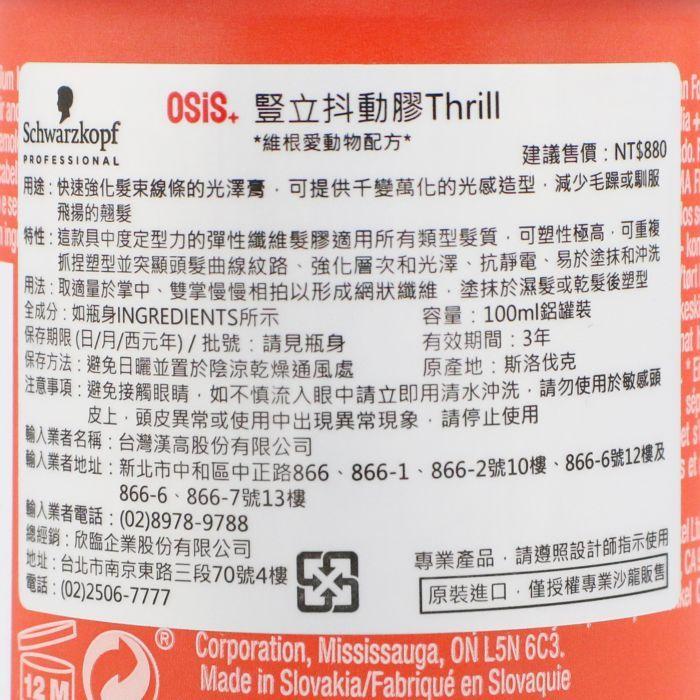 Schwarzkopf
PROFESSIONAL
OSiS+ 豎立抖動膠Thrill
*維根愛動物配方*
建議售價：NT$880
用途：快速強化髮束線條的光澤膏，可提供千變萬化的光感造型，減少毛躁或馴服
飛揚的翹髮
特性：這款具中度定型力的彈性纖維髮膠適用所有類型髮質，可塑性極高，可重複
抓捏塑型並突顯頭髮曲線紋路、強化層次和光澤、抗靜電、易於塗抹和沖洗
用法：取適量於掌中、雙掌慢慢相拍以形成網狀纖維，塗抹於濕髮或乾髮後塑型
全成分：如瓶身INGREDIENTS所示
容量：100ml鋁罐裝
保存期限 (日/月/西元年) / 批號：請見瓶身
有效期間：3年
保存方法：避免日曬並置於陰涼乾燥通風處
原產地：斯洛伐克
注意事項：避免接觸眼睛，如不慎流入眼中請立即用清水沖洗，請勿使用於敏感頭
皮上，頭皮異常或使用中出現異常現象，請停止使用
輸入業者名稱：台灣漢高股份有限公司
輸入業者地址：新北市中和區中正路866、866-1、866-2號10樓、866-6號12樓及
866-6、866-7號13樓
輸入業者電話：(02)8978-9788
總經銷：欣臨企業股份有限公司
地址：台北市南京東路三段70號4樓
電話：(02)2506-7777
專業產品，請遵照設計師指示使用
原裝進口，僅授權專業沙龍販售
12 M
®
Corporation, Mississauga, ON L5N 6C3.
Made in Slovakia/Fabriqué en Slovaquie